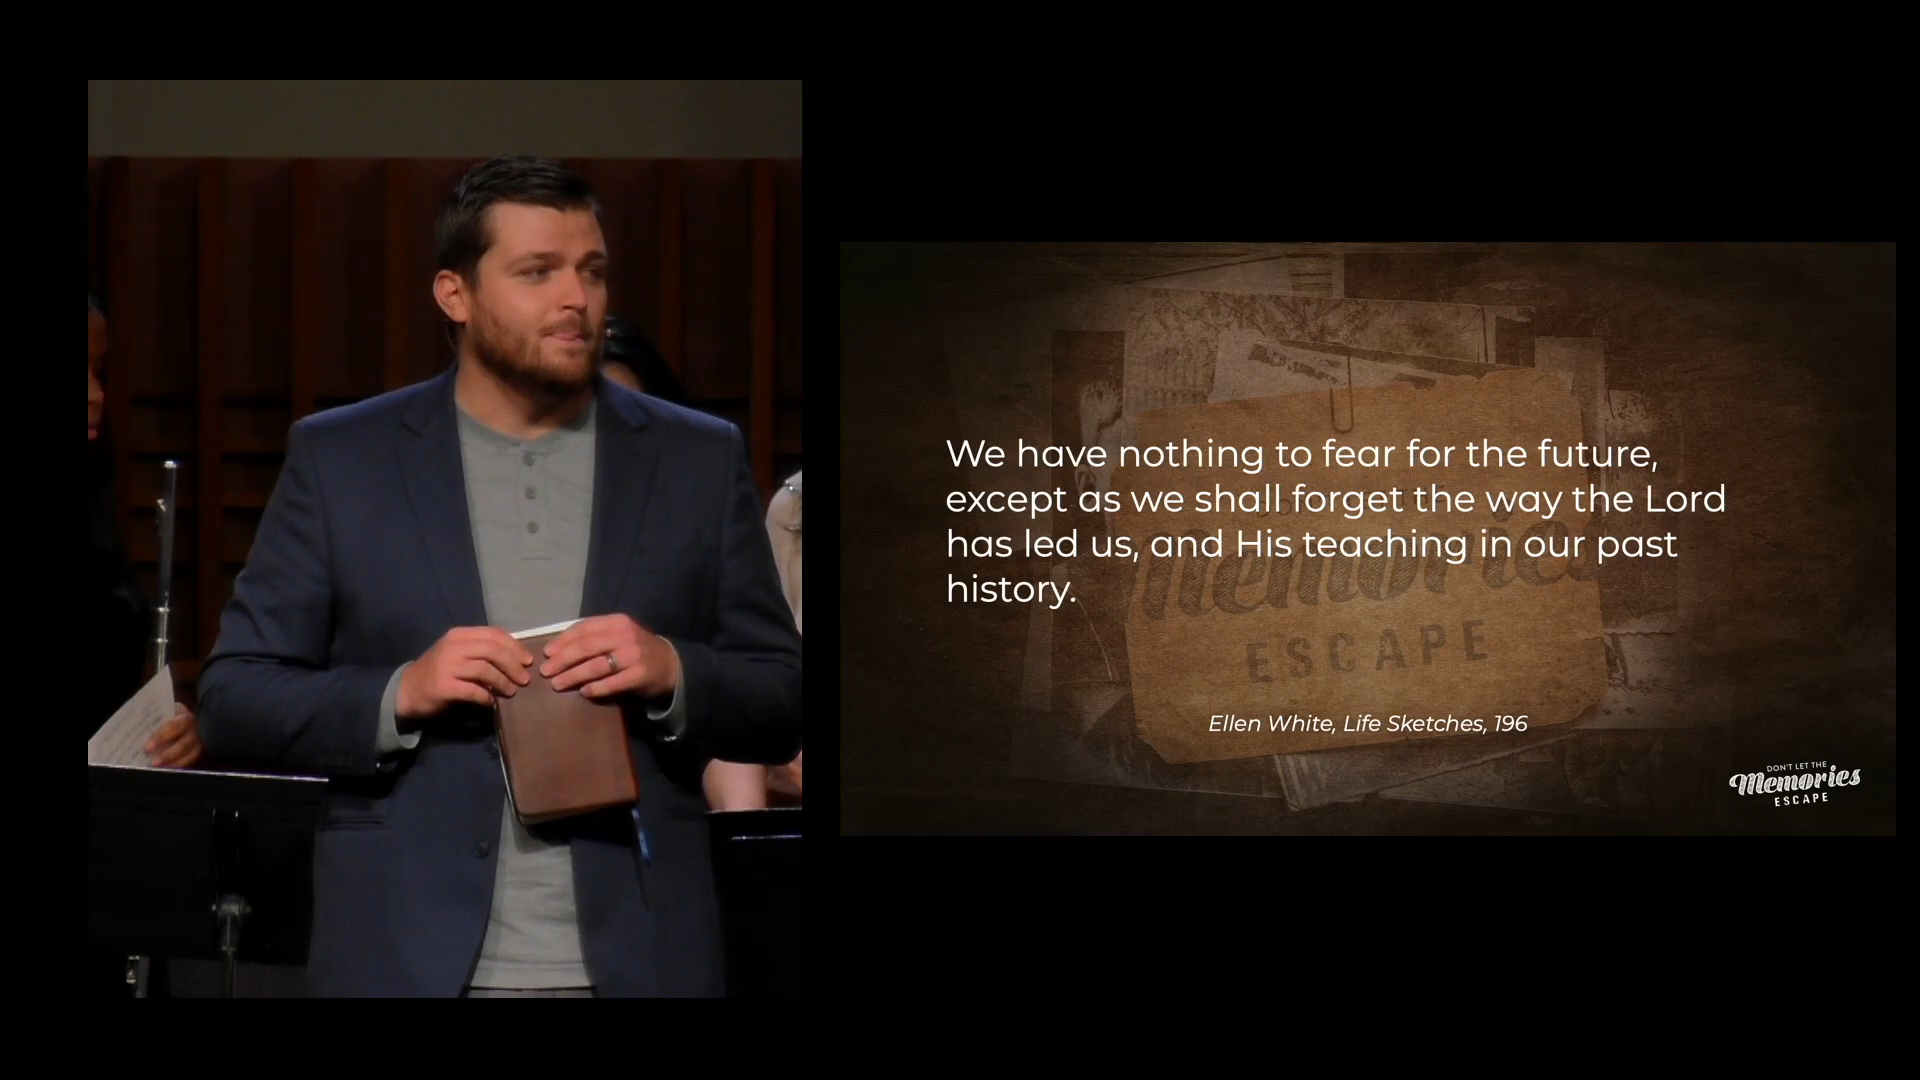 We have nothing to fear for the future,
except as we shall forget the way the Lord
has led us, and His teaching in our past
history.
Memories
ESCAPE
Ellen White, Life Sketches, 196
DON'T LET THE
Memories
ESCAPE